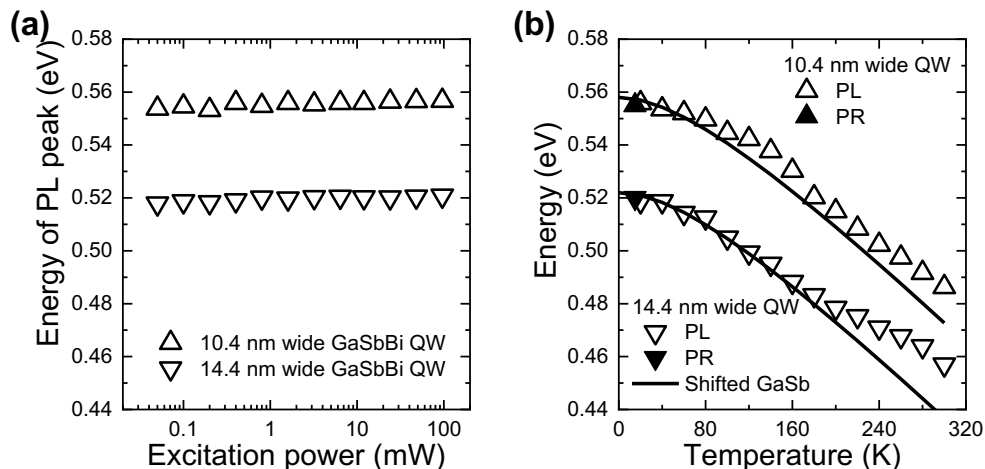 (a)
0.58
0.56
0.54
0.52
0.50
0.48
0.46
0.44
Energy of PL peak (eV)
10.4 nm wide GaSbBi QW
14.4 nm wide GaSbBi QW
0.1
1
10
100
Excitation power (mW)
(b)
0.58
0.56
0.54
0.52
0.50
0.48
0.46
0.44
Energy (eV)
10.4 nm wide QW
PL
PR
14.4 nm wide QW
PL
PR
Shifted GaSb
0
80
160
240
320
Temperature (K)